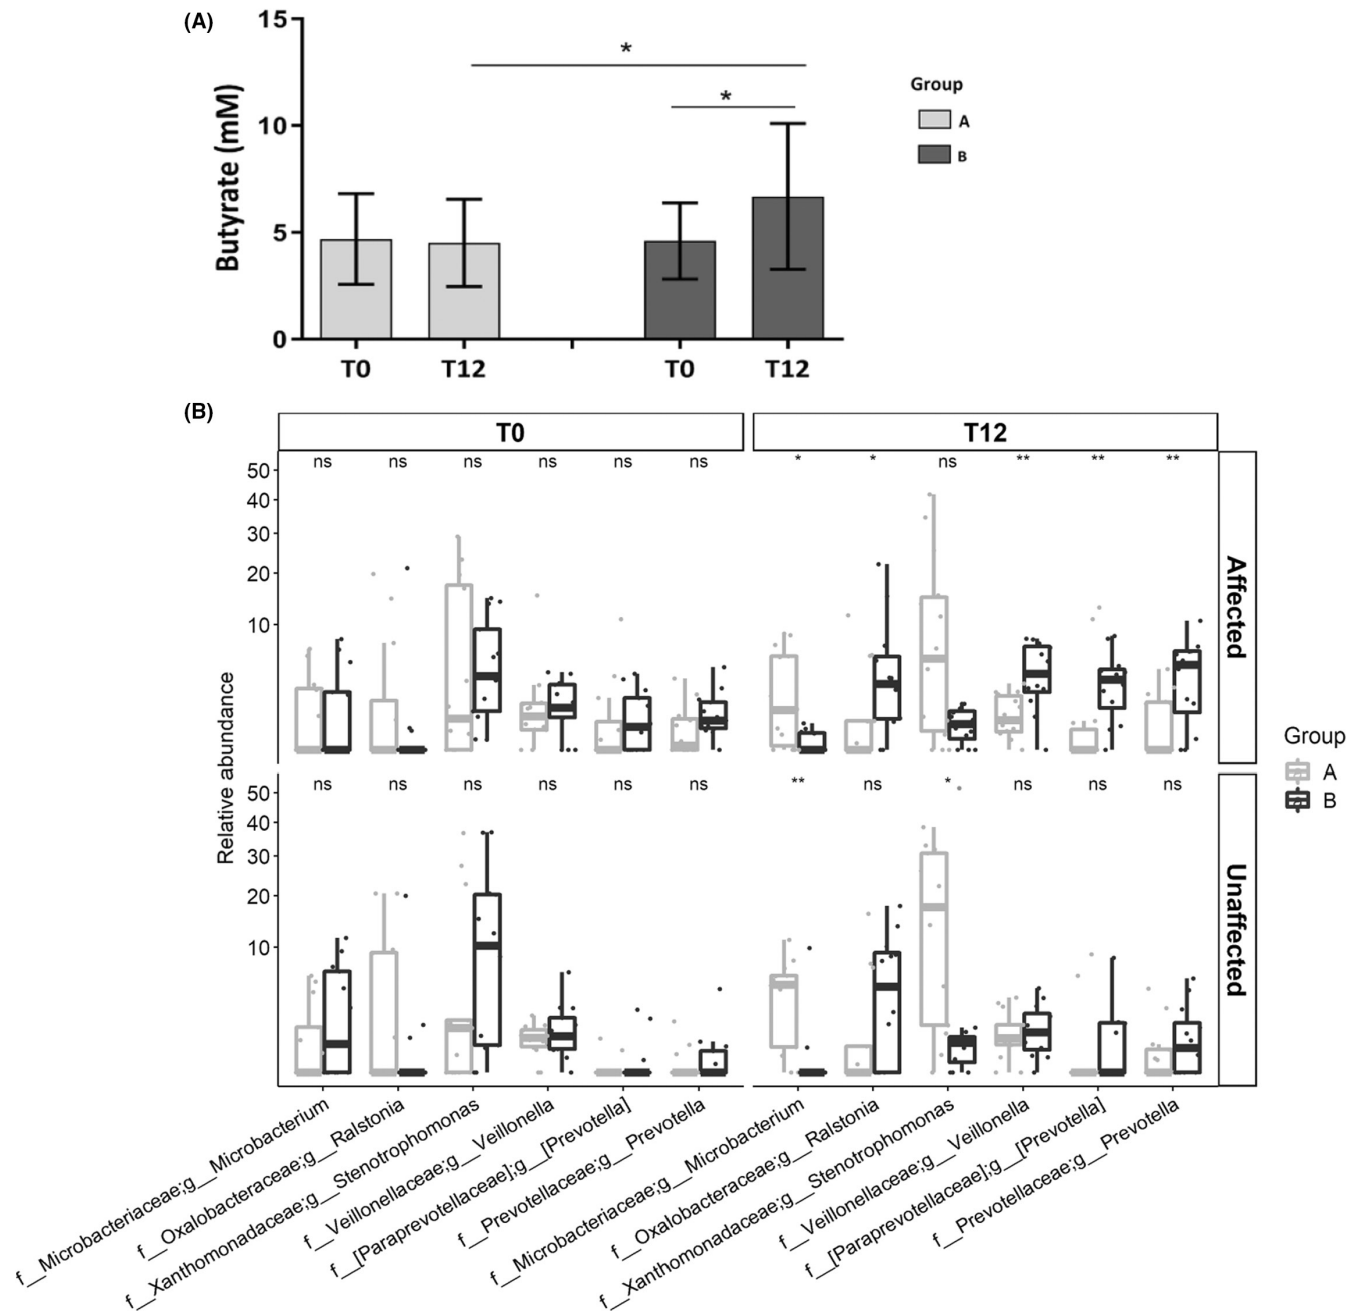 (A)
Butyrate (mM)
15
10
5
0
*
*
T0
T12
T0
T12
Group
A
B
(B)
T0
T12
Relative abundance
50
40
30
20
10
ns
ns
ns
ns
ns
ns
*
*
ns
**
**
**
Affected
50
40
30
20
10
ns
ns
ns
ns
ns
ns
**
ns
*
ns
ns
ns
Unaffected
Group
A
B
f__Microbacteriaceae;g__Microbacterium
f__Oxalobacteraceae;g__Ralstonia
f__Xanthomonadaceae;g__Stenotrophomonas
f__Veillonellaceae;g__Veillonella
f__[Paraprevotellaceae];g__[Prevotella]
f__Prevotellaceae;g__Prevotella
f__Microbacteriaceae;g__Microbacterium
f__Oxalobacteraceae;g__Ralstonia
f__Xanthomonadaceae;g__Stenotrophomonas
f__Veillonellaceae;g__Veillonella
f__[Paraprevotellaceae];g__[Prevotella]
f__Prevotellaceae;g__Prevotella